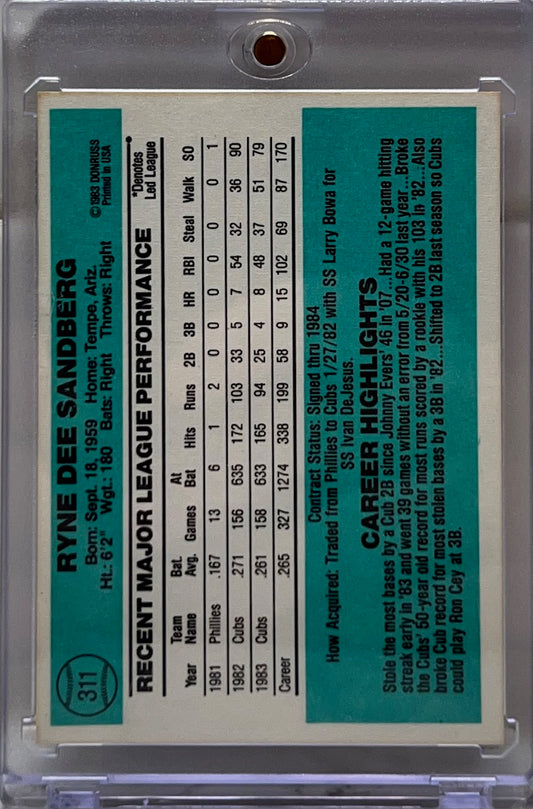 311
RYNE DEE SANDBERG
Born: Sept. 18, 1959 Home: Tempe, Ariz.
Ht.: 6'2" Wgt.: 180 Bats: Right Throws: Right
©1983 DONRUSS
Printed in USA
RECENT MAJOR LEAGUE PERFORMANCE
*Denotes
Led League
Year Team Name Bat. Avg. Games At Bat Hits Runs 2B 3B HR RBI Steal Walk SO
1981 Phillies .167 13 6 1 2 0 0 0 0 0 0 1
1982 Cubs .271 156 635 172 103 33 5 7 54 32 36 90
1983 Cubs .261 158 633 165 94 25 4 8 48 37 51 79
Career .265 327 1274 338 199 58 9 15 102 69 87 170
Contract Status: Signed thru 1984
How Acquired: Traded from Phillies to Cubs 1/27/82 with SS Larry Bowa for
SS Ivan DeJesus.
CAREER HIGHLIGHTS
Stole the most bases by a Cub 2B since Johnny Evers' 46 in '07...Had a 12-game hitting
streak early in '83 and went 39 games without an error from 5/20-6/30 last year...Broke
the Cubs' 50-year old record for most runs scored by a rookie with his 103 in '82...Also
broke Cub record for most stolen bases by a 3B in '82...Shifted to 2B last season so Cubs
could play Ron Cey at 3B.